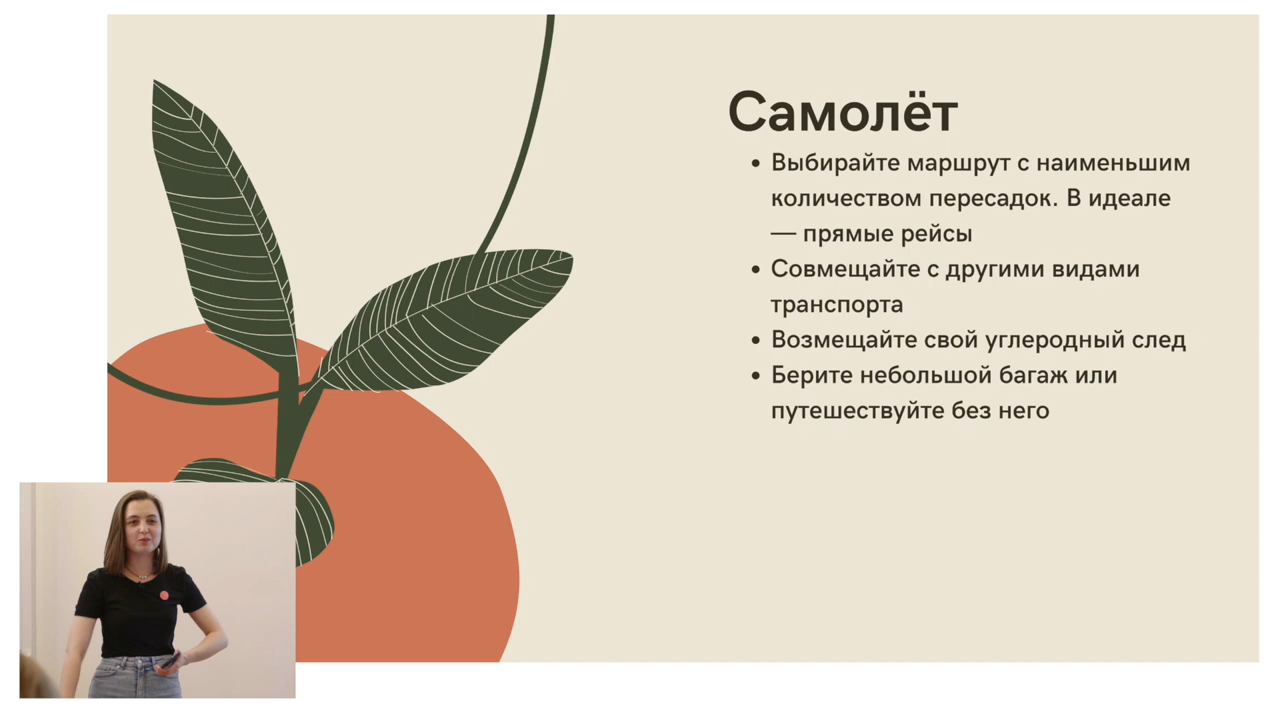 Самолёт
• Выбирайте маршрут с наименьшим
количеством пересадок. В идеале
— прямые рейсы
• Совмещайте с другими видами
транспорта
• Возмещайте свой углеродный след
• Берите небольшой багаж или
путешествуйте без него